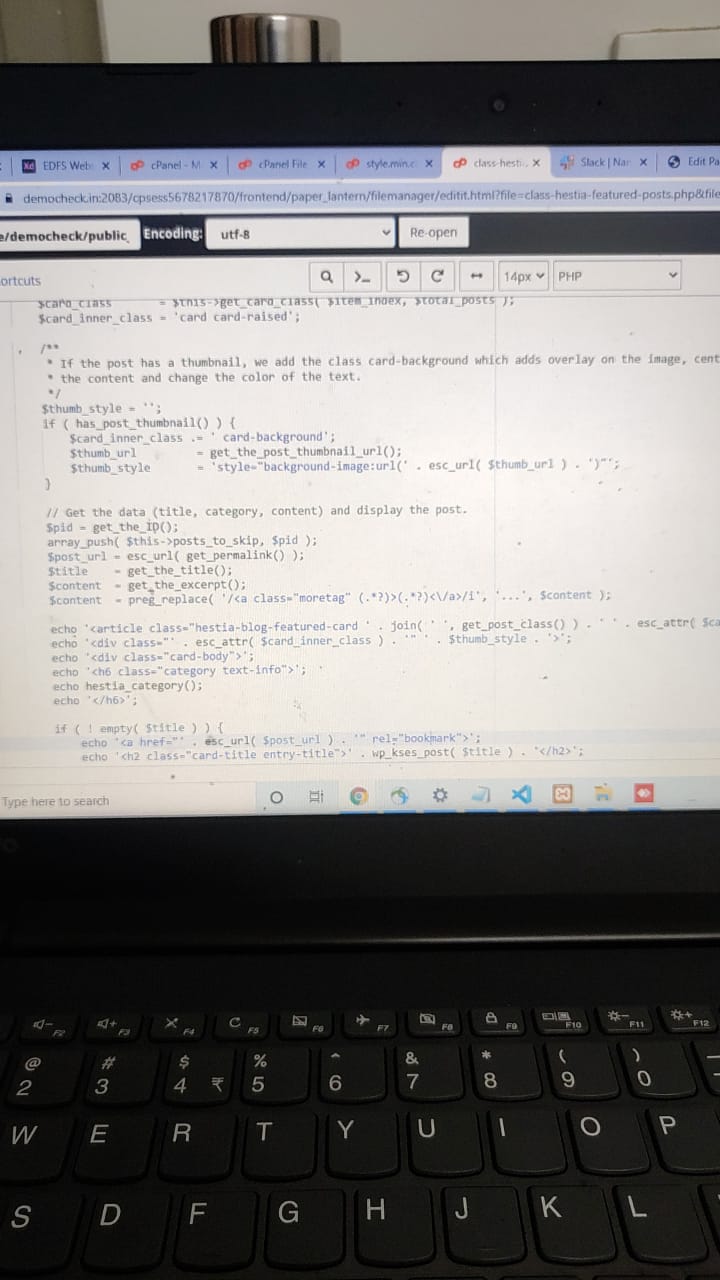 Xd EDFS Web: X cPanel - M X cPanel File X style.min.c X class-hesti... X Slack | Nar X Edit Pa
democheck.in:2083/cpsess5678217870/frontend/paper_lantern/filemanager/editit.html?file=class-hestia-featured-posts.php&file
e/democheck/public_ Encoding: utf-8 Re-open
ortcuts 14px PHP
$card_class = $this->get_card_class( $item_index, $total_posts );
$card_inner_class = 'card card-raised';
/**
* If the post has a thumbnail, we add the class card-background which adds overlay on the image, cent
* the content and change the color of the text.
*/
$thumb_style = '';
if ( has_post_thumbnail() ) {
$card_inner_class .= ' card-background';
$thumb_url = get_the_post_thumbnail_url();
$thumb_style = 'style="background-image:url(' . esc_url( $thumb_url ) . ')"';
}
// Get the data (title, category, content) and display the post.
$pid = get_the_ID();
array_push( $this->posts_to_skip, $pid );
$post_url = esc_url( get_permalink() );
$title = get_the_title();
$content = get_the_excerpt();
$content = preg_replace( '/<a class="moretag" (.*?)>(.*?)<\/a>/i', '...', $content );
echo '<article class="hestia-blog-featured-card ' . join( ' ', get_post_class() ) . ' ' . esc_attr( $ca
echo '<div class="' . esc_attr( $card_inner_class ) . '" ' . $thumb_style . '>';
echo '<div class="card-body">';
echo '<h6 class="category text-info">';
echo hestia_category();
echo '</h6>';
if ( ! empty( $title ) ) {
echo '<a href="' . esc_url( $post_url ) . '" rel="bookmark">';
echo '<h2 class="card-title entry-title">' . wp_kses_post( $title ) . '</h2>';
Type here to search
F2 F3 F4 F5 F6 F7 F8 F9 F10 F11 F12
@ # $ % ^ & * ( )
2 3 4 ₹ 5 6 7 8 9 0
W E R T Y U I O P
S D F G H J K L